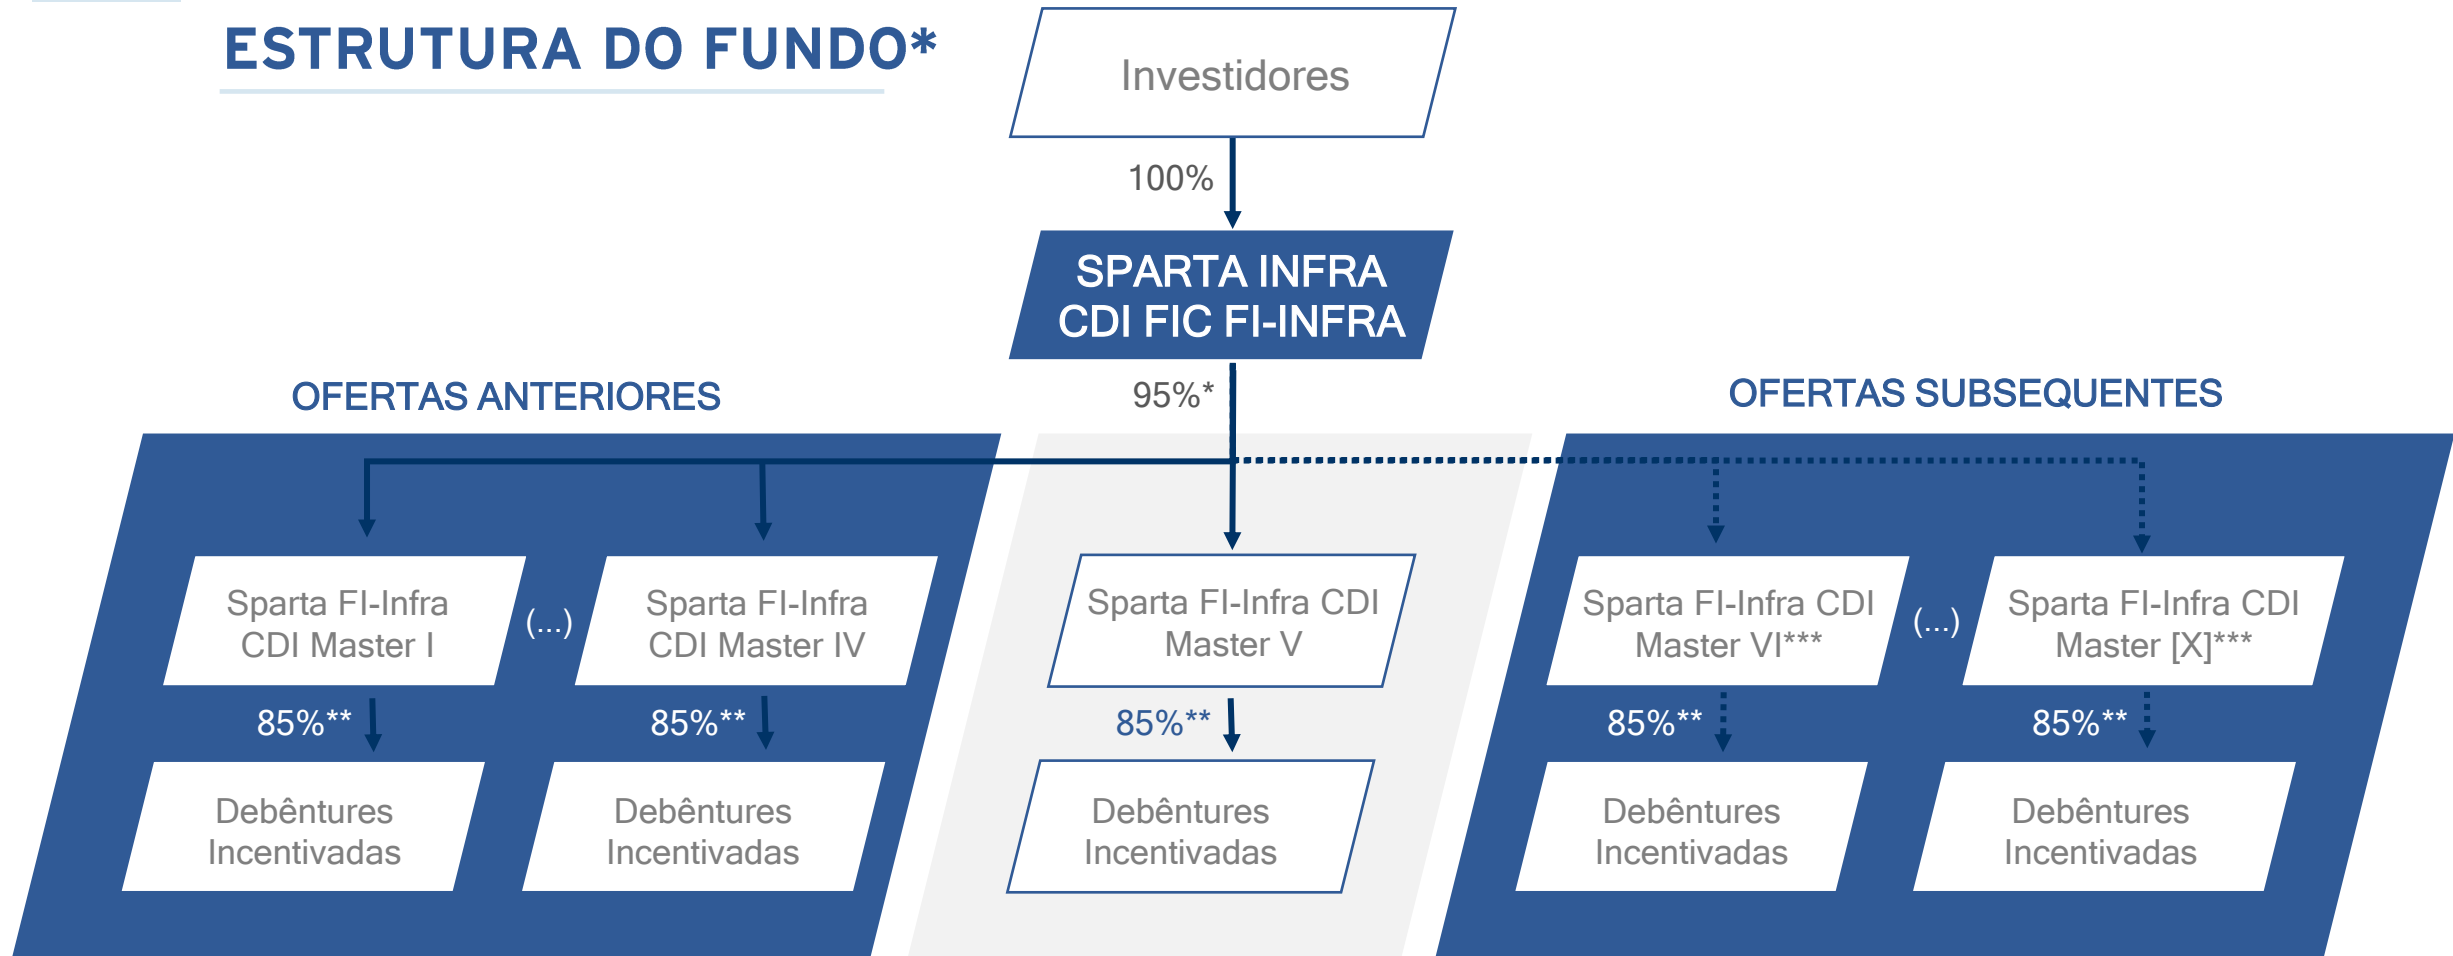 ESTRUTURA DO FUNDO*
Investidores
100%
SPARTA INFRA
CDI FIC FI-INFRA
95%*
OFERTAS ANTERIORES
OFERTAS SUBSEQUENTES
Sparta FI-Infra
CDI Master I
(...)
Sparta FI-Infra
CDI Master IV
Sparta FI-Infra CDI
Master V
Sparta FI-Infra CDI
Master VI***
(...)
Sparta FI-Infra CDI
Master [X]***
85%**
85%**
85%**
85%**
85%**
Debêntures
Incentivadas
Debêntures
Incentivadas
Debêntures
Incentivadas
Debêntures
Incentivadas
Debêntures
Incentivadas